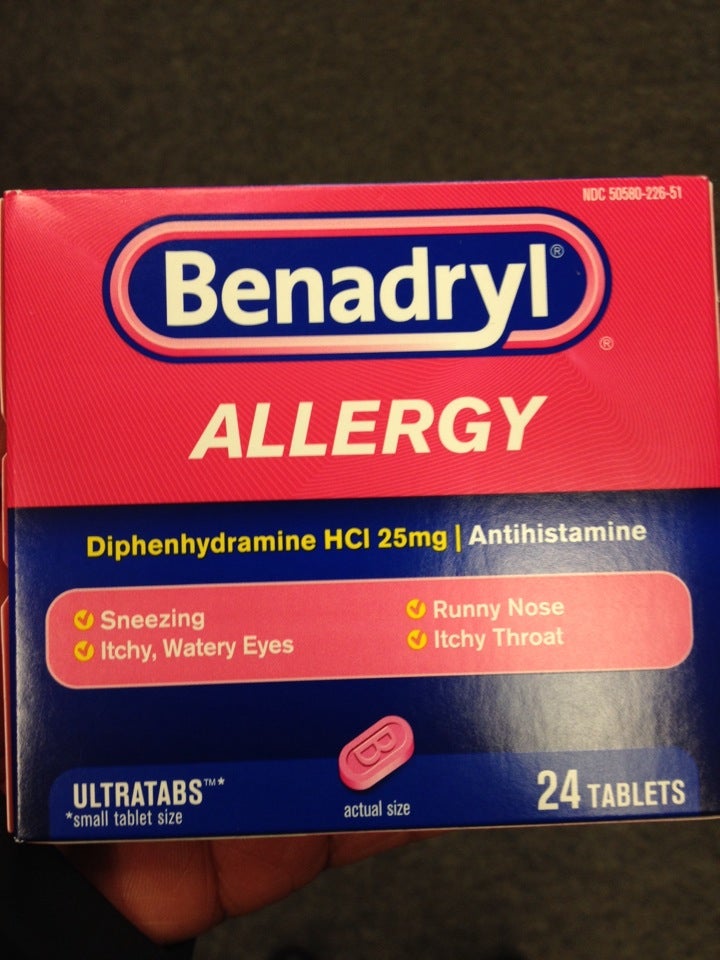 NDC 50580-226-51
Benadryl®
®
ALLERGY
Diphenhydramine HCl 25mg | Antihistamine
Sneezing
Itchy, Watery Eyes
Runny Nose
Itchy Throat
B
ULTRATABS™*
*small tablet size
actual size
24 TABLETS